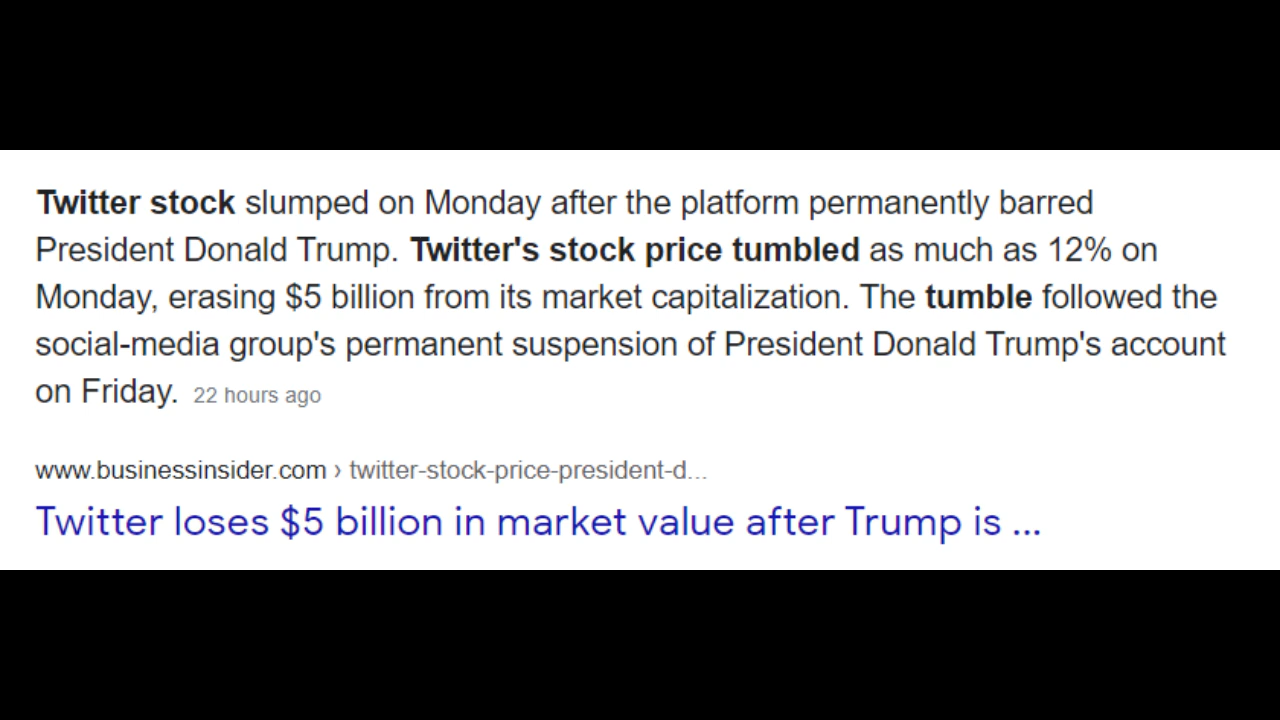 Twitter stock slumped on Monday after the platform permanently barred
President Donald Trump. Twitter's stock price tumbled as much as 12% on
Monday, erasing $5 billion from its market capitalization. The tumble followed the
social-media group's permanent suspension of President Donald Trump's account
on Friday. 22 hours ago
www.businessinsider.com › twitter-stock-price-president-d...
Twitter loses $5 billion in market value after Trump is ...